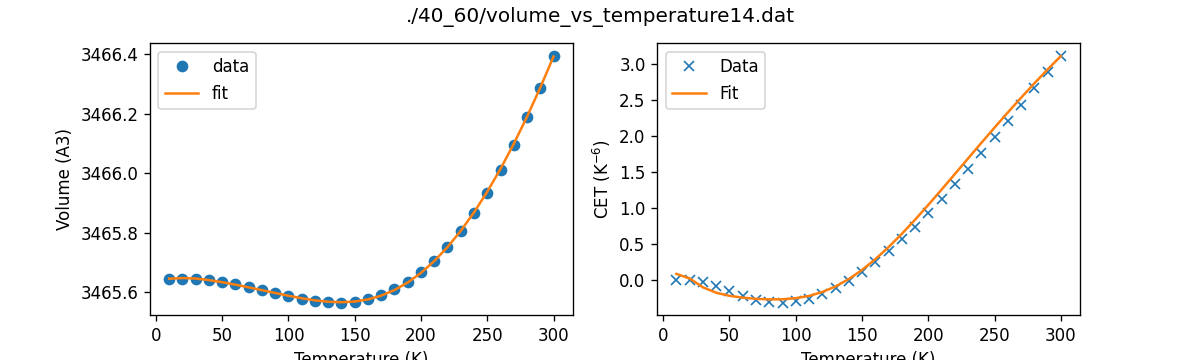 ./40_60/volume_vs_temperature14.dat
3466.4
3466.2
3466.0
3465.8
3465.6
Volume (A3)
data
fit
0
50
100
150
200
250
300
Temperature (K)
3.0
2.5
2.0
1.5
1.0
0.5
0.0
CET (K⁻⁶)
Data
Fit
0
50
100
150
200
250
300
Temperature (K)